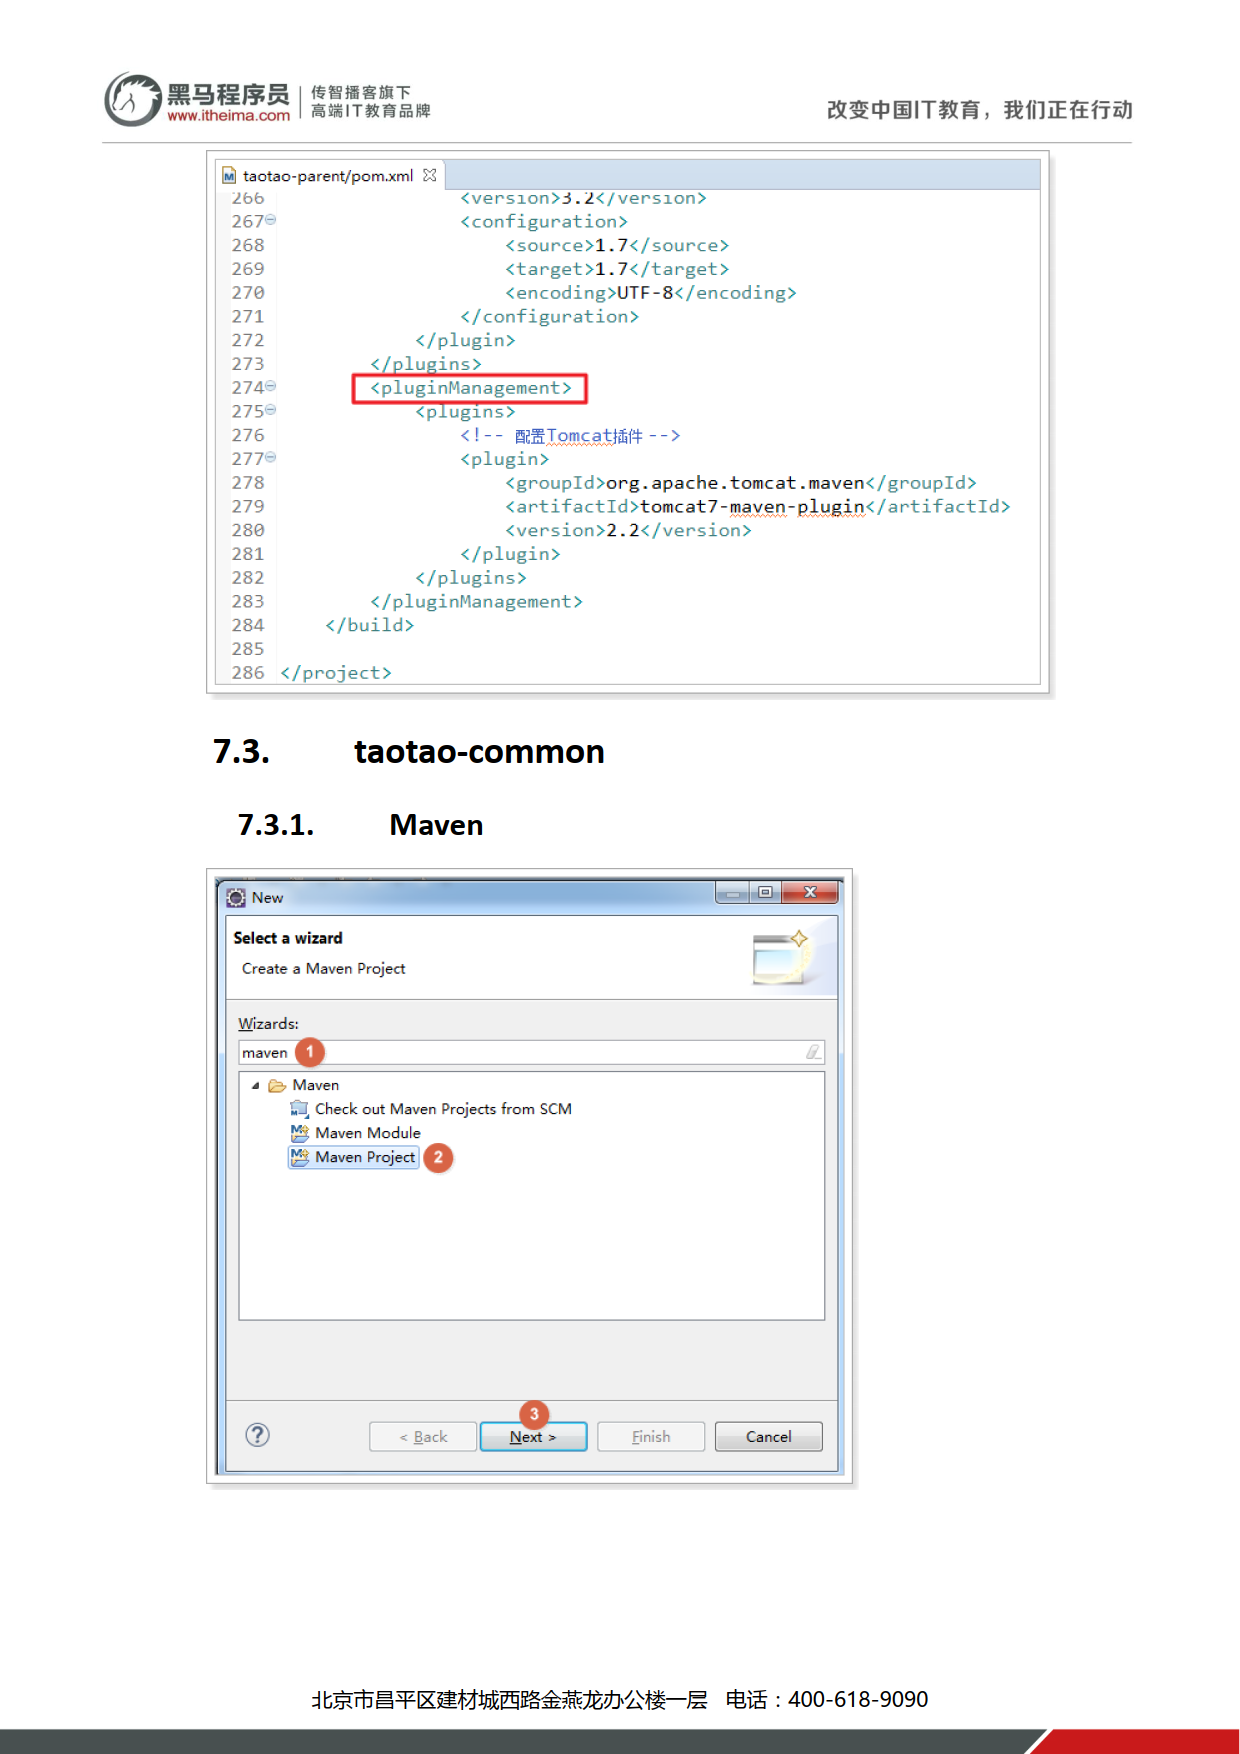 黑马程序员
www.itheima.com
传智播客旗下
高端IT教育品牌
改变中国IT教育，我们正在行动
taotao-parent/pom.xml
266 <version>3.2</version>
267 <configuration>
268 <source>1.7</source>
269 <target>1.7</target>
270 <encoding>UTF-8</encoding>
271 </configuration>
272 </plugin>
273 </plugins>
274 <pluginManagement>
275 <plugins>
276 <!-- 配置Tomcat插件 -->
277 <plugin>
278 <groupId>org.apache.tomcat.maven</groupId>
279 <artifactId>tomcat7-maven-plugin</artifactId>
280 <version>2.2</version>
281 </plugin>
282 </plugins>
283 </pluginManagement>
284 </build>
285
286 </project>
7.3. taotao-common
7.3.1. Maven
New
Select a wizard
Create a Maven Project
Wizards:
maven 1
Maven
Check out Maven Projects from SCM
Maven Module
Maven Project 2
3
< Back Next > Finish Cancel
北京市昌平区建材城西路金燕龙办公楼一层 电话：400-618-9090